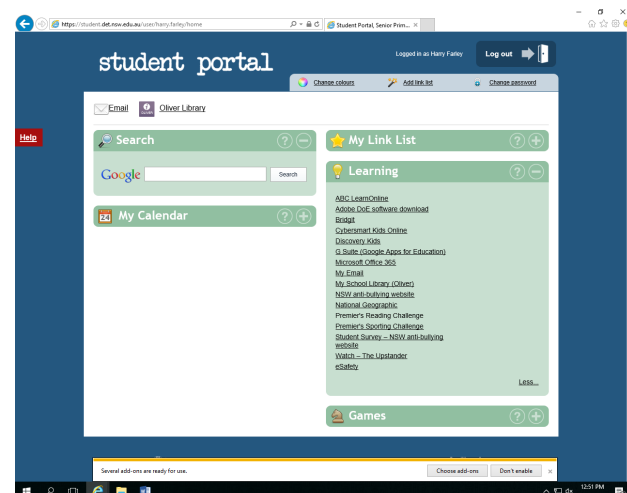 https://student.det.nsw.edu.au/user/harry.farley/home
Student Portal, Senior Prim...
student portal
Logged in as Harry Farley
Log out
Change colours
Add link list
Change password
Email
Oliver Library
Help
Search
Google
Search
My Calendar
24
My Link List
Learning
ABC LearnOnline
Adobe DoE software download
Bridgit
Cybersmart Kids Online
Discovery Kids
G Suite (Google Apps for Education)
Microsoft Office 365
My Email
My School Library (Oliver)
NSW anti-bullying website
National Geographic
Premier's Reading Challenge
Premier's Sporting Challenge
Student Survey – NSW anti-bullying
website
Watch – The Upstander
eSafety
Less...
Games
Several add-ons are ready for use.
Choose add-ons
Don't enable
12:51 PM